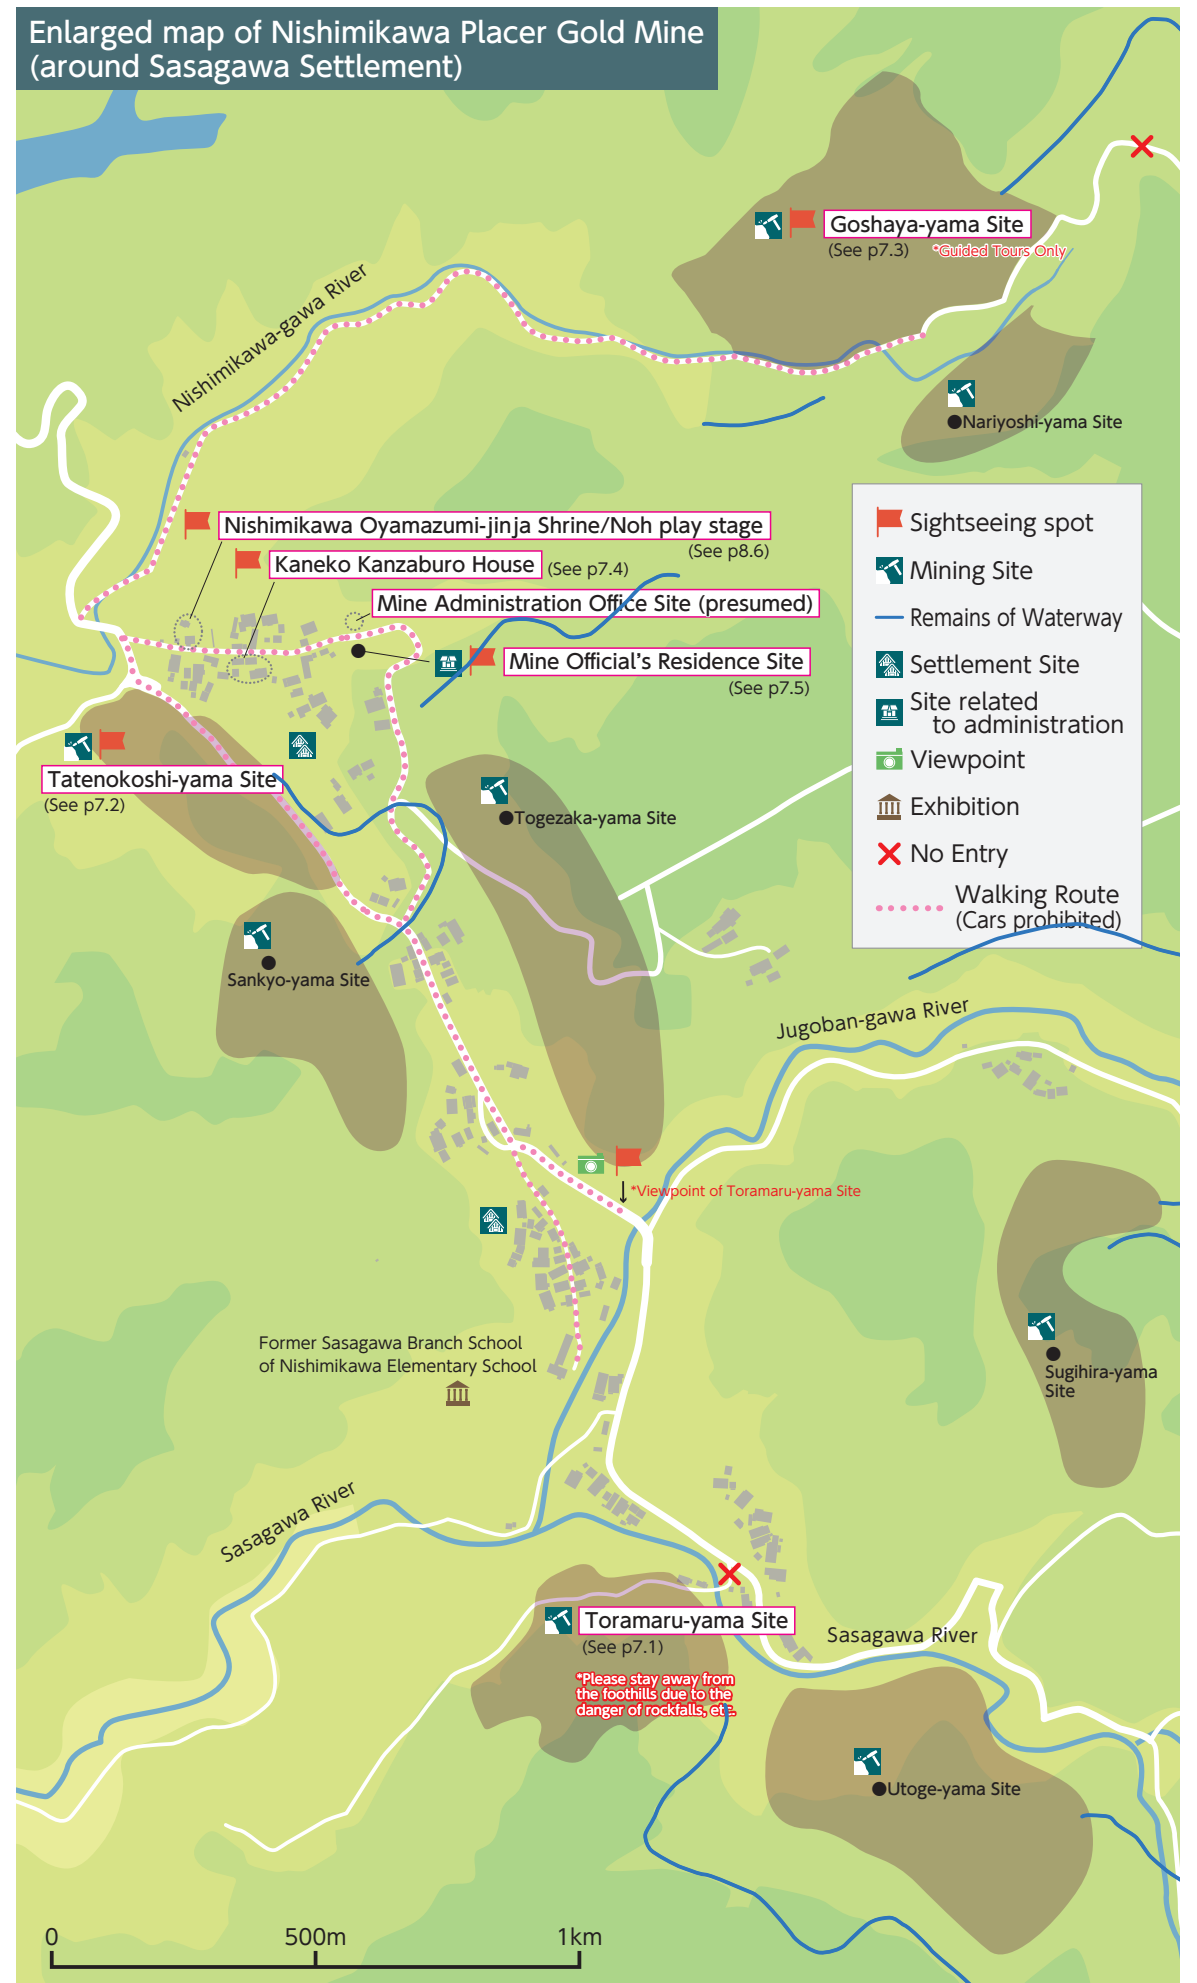 Enlarged map of Nishimikawa Placer Gold Mine
(around Sasagawa Settlement)
Goshaya-yama Site
(See p7.3)
*Guided Tours Only
Nishimikawa-gawa River
Nariyoshi-yama Site
Nishimikawa Oyamazumi-jinja Shrine/Noh play stage
(See p8.6)
Kaneko Kanzaburo House
(See p7.4)
Mine Administration Office Site (presumed)
Mine Official's Residence Site
(See p7.5)
Sightseeing spot
Mining Site
Remains of Waterway
Settlement Site
Site related
to administration
Viewpoint
Exhibition
No Entry
Walking Route
(Cars prohibited)
Tatenokoshi-yama Site
(See p7.2)
Togezaka-yama Site
Sankyo-yama Site
Jugoban-gawa River
*Viewpoint of Toramaru-yama Site
Former Sasagawa Branch School
of Nishimikawa Elementary School
Sugihira-yama
Site
Sasagawa River
Toramaru-yama Site
(See p7.1)
*Please stay away from
the foothills due to the
danger of rockfalls, etc.
Sasagawa River
Utoge-yama Site
0
500m
1km